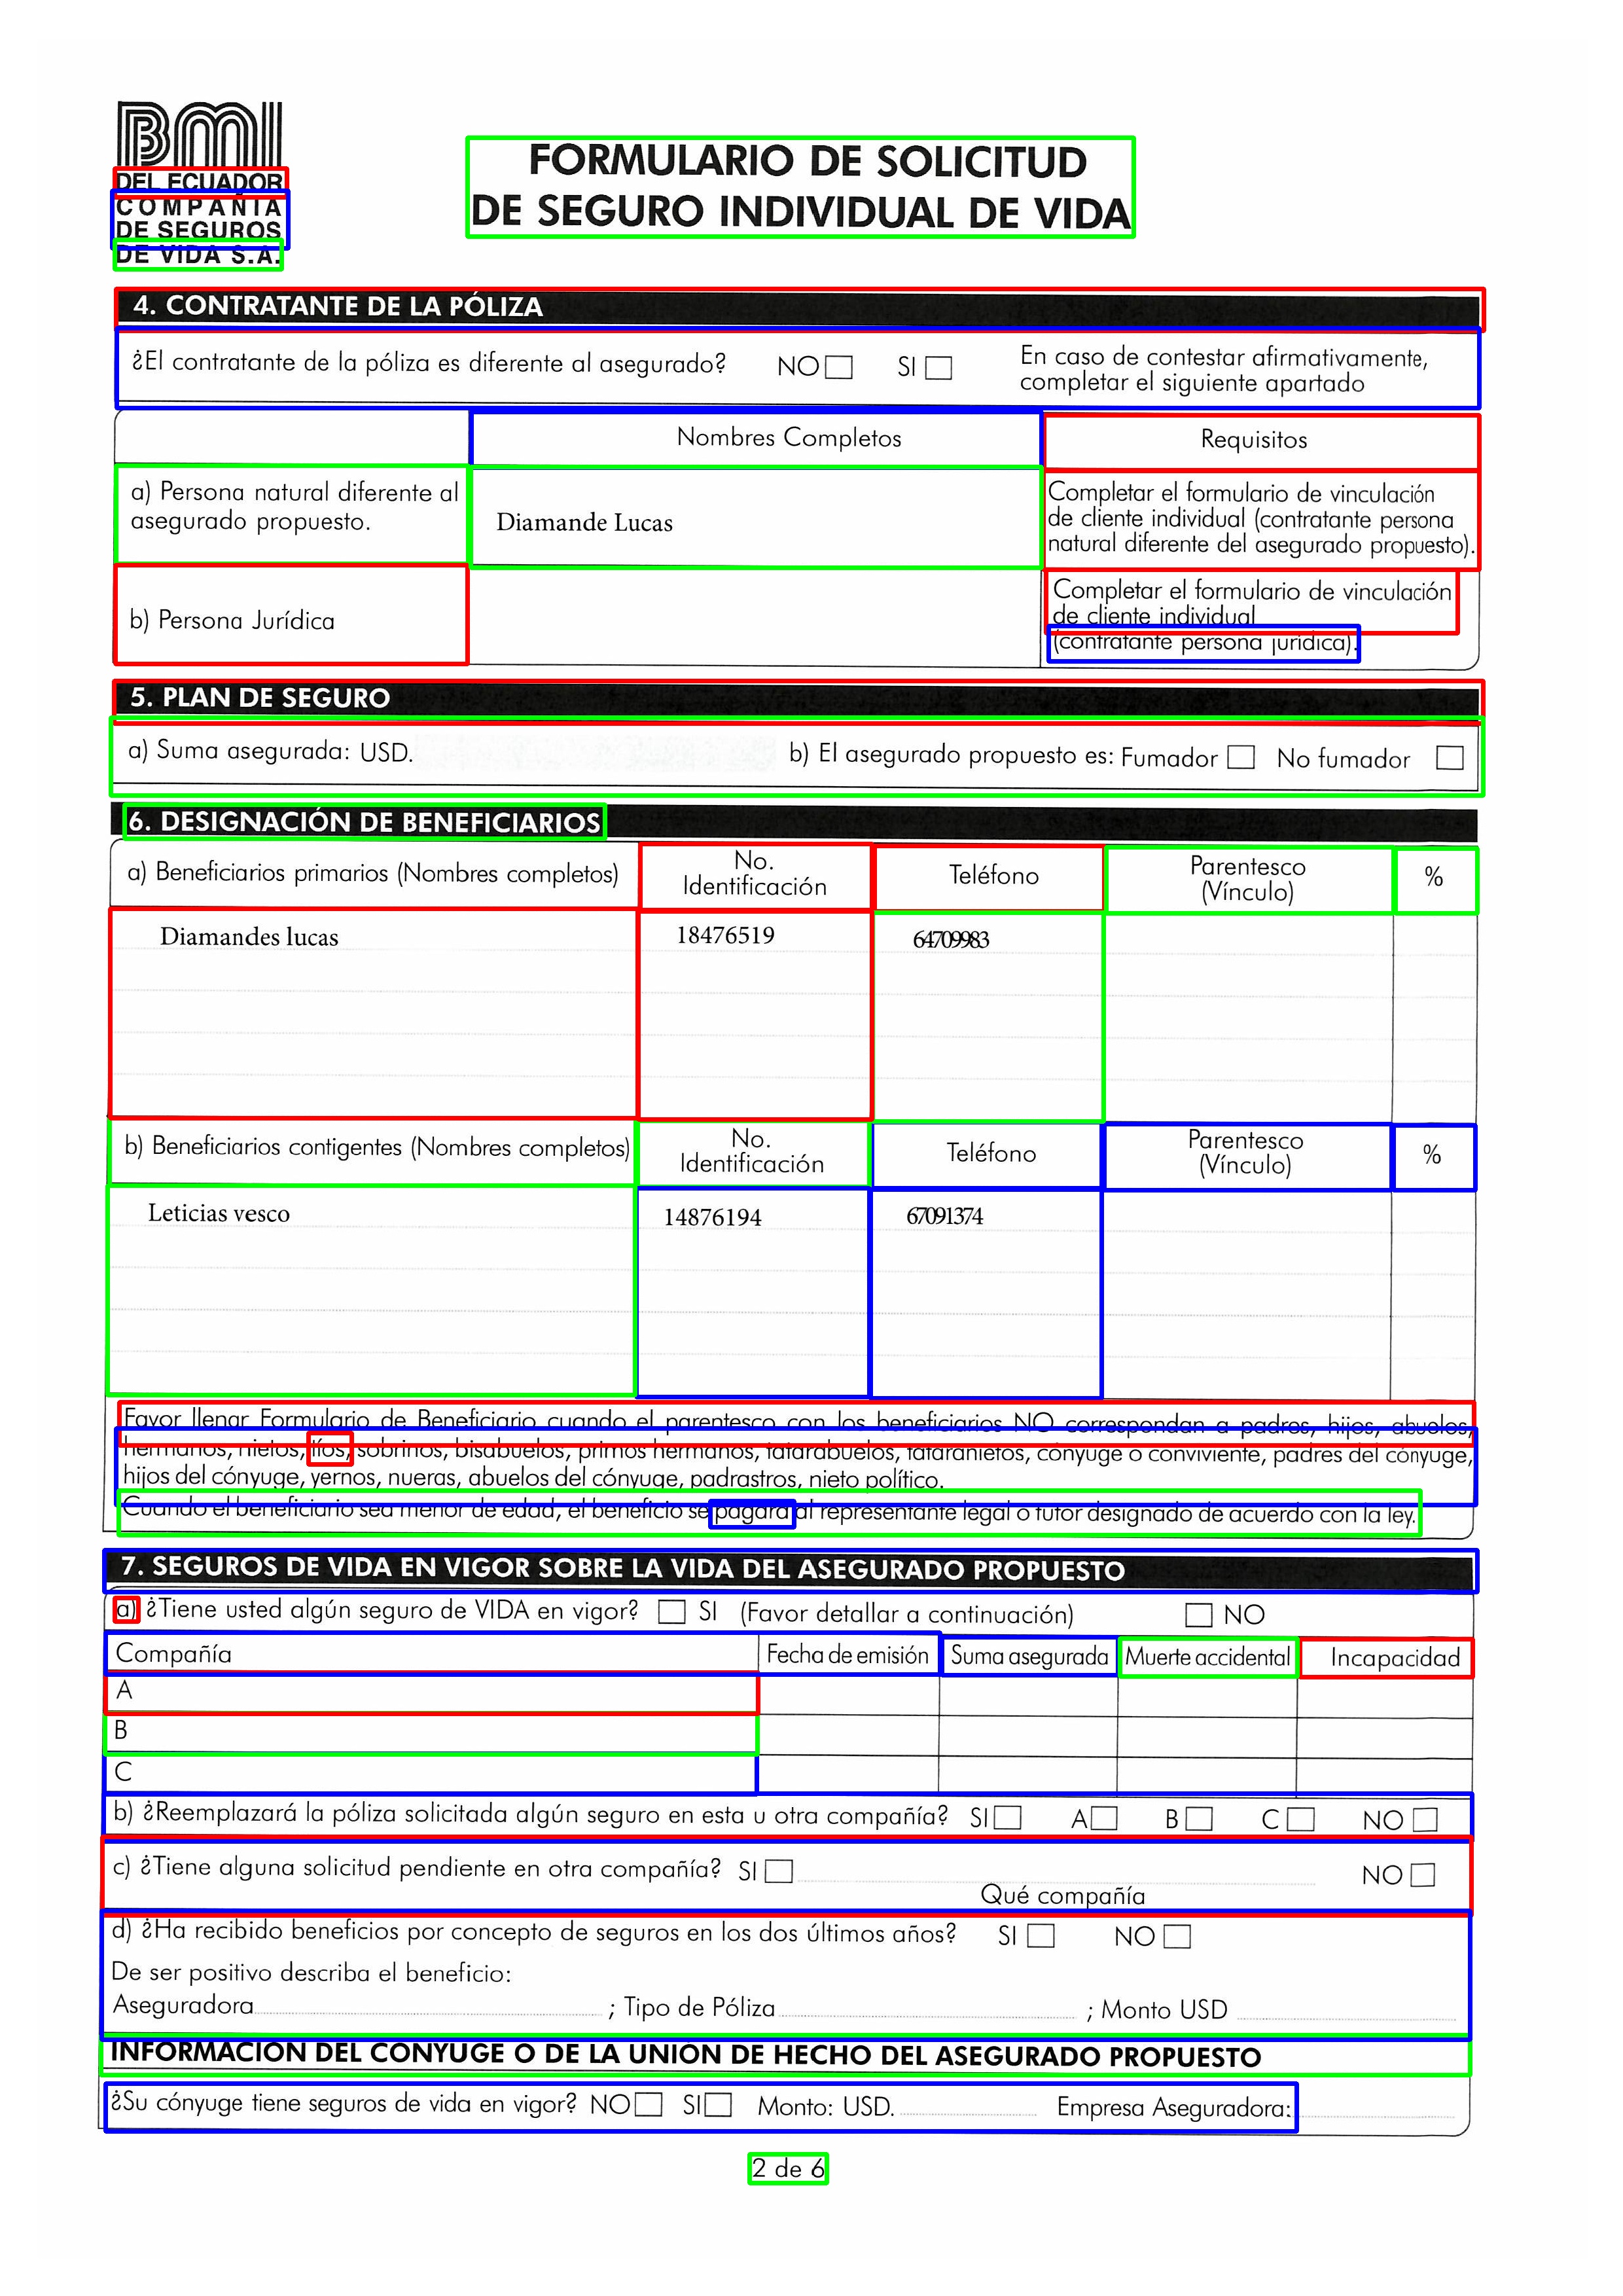 BMI
DEL ECUADOR
COMPAÑIA
DE SEGUROS
DE VIDA S.A.
FORMULARIO DE SOLICITUD
DE SEGURO INDIVIDUAL DE VIDA
4. CONTRATANTE DE LA PÓLIZA
¿El contratante de la póliza es diferente al asegurado? NO SI En caso de contestar afirmativamente,
completar el siguiente apartado
Nombres Completos Requisitos
a) Persona natural diferente al
asegurado propuesto.
Diamande Lucas
Completar el formulario de vinculación
de cliente individual (contratante persona
natural diferente del asegurado propuesto).
b) Persona Jurídica
Completar el formulario de vinculación
de cliente individual
(contratante persona jurídica).
5. PLAN DE SEGURO
a) Suma asegurada: USD. b) El asegurado propuesto es: Fumador No fumador
6. DESIGNACIÓN DE BENEFICIARIOS
a) Beneficiarios primarios (Nombres completos) No. Identificación Teléfono Parentesco (Vínculo) %
Diamandes lucas 18476519 64709983
b) Beneficiarios contigentes (Nombres completos) No. Identificación Teléfono Parentesco (Vínculo) %
Leticias vesco 14876194 67091374
Favor llenar Formulario de Beneficiario cuando el parentesco con los beneficiarios NO correspondan a padres, hijos, abuelos,
hermanos, nietos, tíos, sobrinos, bisabuelos, primos hermanos, tatarabuelos, tataranietos, cónyuge o conviviente, padres del cónyuge,
hijos del cónyuge, yernos, nueras, abuelos del cónyuge, padrastros, nieto político.
Cuando el beneficiario sea menor de edad, el beneficio se pagará al representante legal o tutor designado de acuerdo con la ley.
7. SEGUROS DE VIDA EN VIGOR SOBRE LA VIDA DEL ASEGURADO PROPUESTO
a) ¿Tiene usted algún seguro de VIDA en vigor? SI (Favor detallar a continuación) NO
Compañía Fecha de emisión Suma asegurada Muerte accidental Incapacidad
A
B
C
b) ¿Reemplazará la póliza solicitada algún seguro en esta u otra compañía? SI A B C NO
c) ¿Tiene alguna solicitud pendiente en otra compañía? SI NO
Qué compañía
d) ¿Ha recibido beneficios por concepto de seguros en los dos últimos años? SI NO
De ser positivo describa el beneficio:
Aseguradora ; Tipo de Póliza ; Monto USD
INFORMACIÓN DEL CÓNYUGE O DE LA UNIÓN DE HECHO DEL ASEGURADO PROPUESTO
¿Su cónyuge tiene seguros de vida en vigor? NO SI Monto: USD. Empresa Aseguradora:
2 de 6